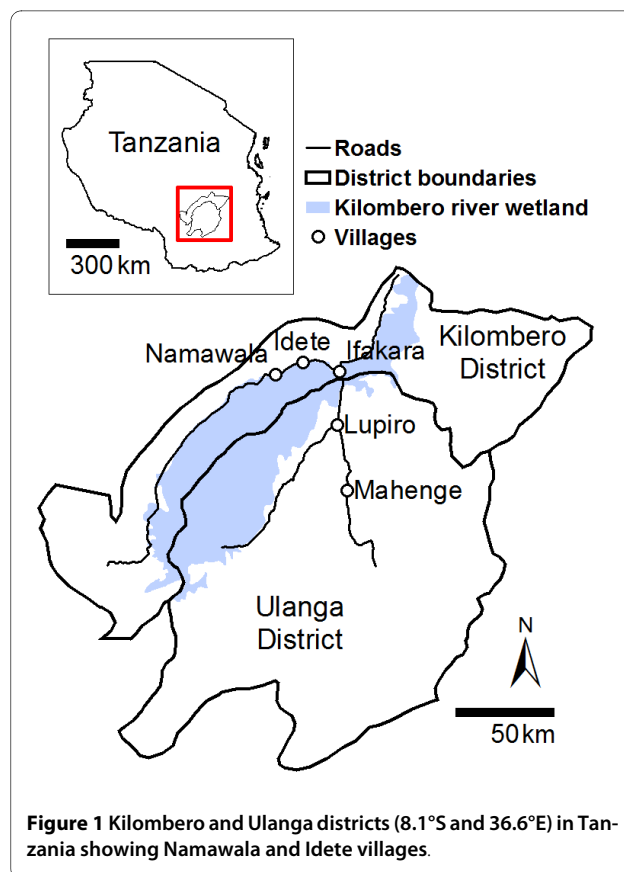 Tanzania
300 km
Roads
District boundaries
Kilombero river wetland
Villages
Kilombero
District
Idete
Namawala
Ifakara
Lupiro
Mahenge
Ulanga
District
N
50 km
Figure 1 Kilombero and Ulanga districts (8.1°S and 36.6°E) in Tan-
zania showing Namawala and Idete villages.